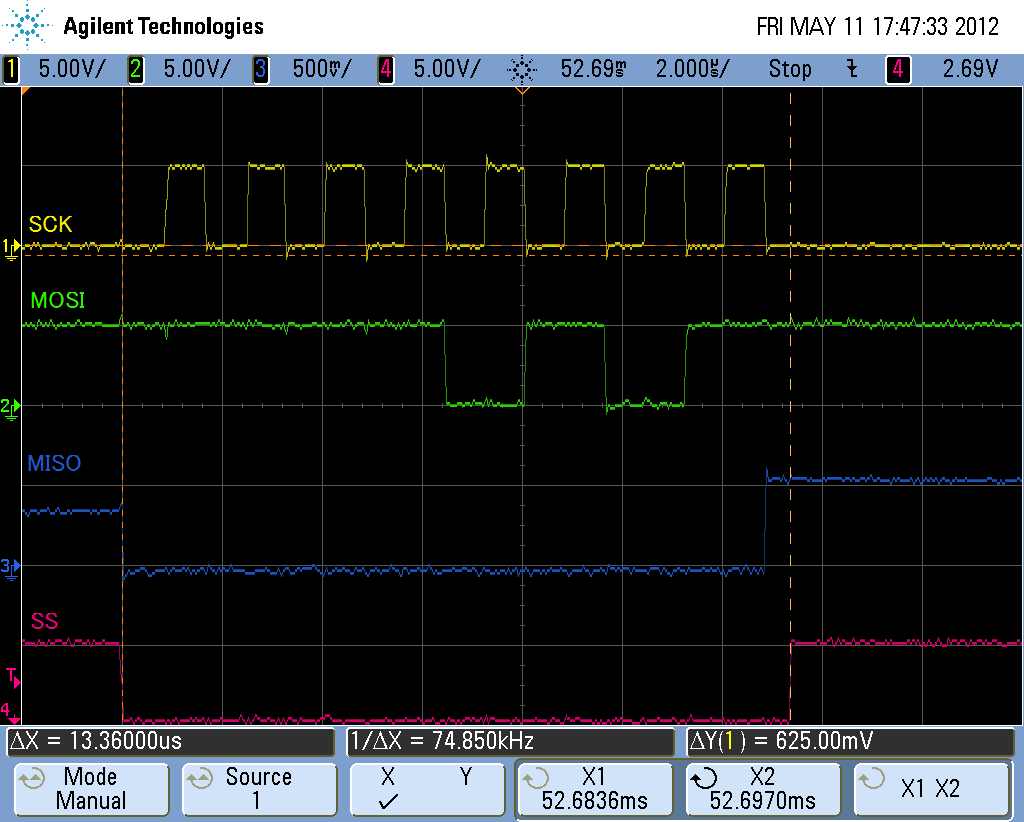 Agilent Technologies
FRI MAY 11 17:47:33 2012
1 5.00V/ 2 5.00V/ 3 500mV/ 4 5.00V/ 52.69ms 2.000us/ Stop 4 2.69V
SCK
1
MOSI
2
MISO
3
SS
T
4
ΔX = 13.36000us
1/ΔX = 74.850kHz
ΔY(1) = 625.00mV
Mode
Manual
Source
1
X Y
X1
52.6836ms
X2
52.6970ms
X1 X2